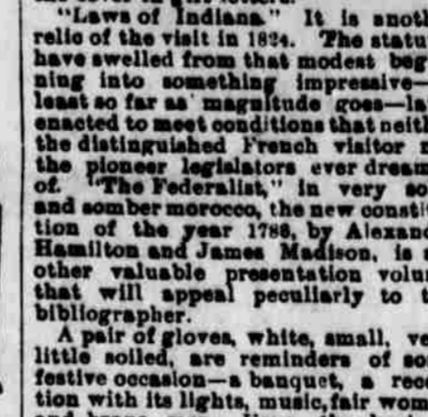 "Laws of Indiana." It is anoth
relic of the visit in 1824. The statu
have swelled from that modest beg
ning into something impressive—
least so far as magnitude goes—la
enacted to meet conditions that neith
the distinguished French visitor n
the pioneer legislators ever dream
of. "The Federalist," in very so
and somber morocco, the new consti
tion of the year 1788, by Alexand
Hamilton and James Madison, is a
other valuable presentation volu
that will appeal peculiarly to t
bibliographer.
A pair of gloves, white, small, ve
little soiled, are reminders of so
festive occasion—a banquet, a rec
tion with its lights, music, fair wom